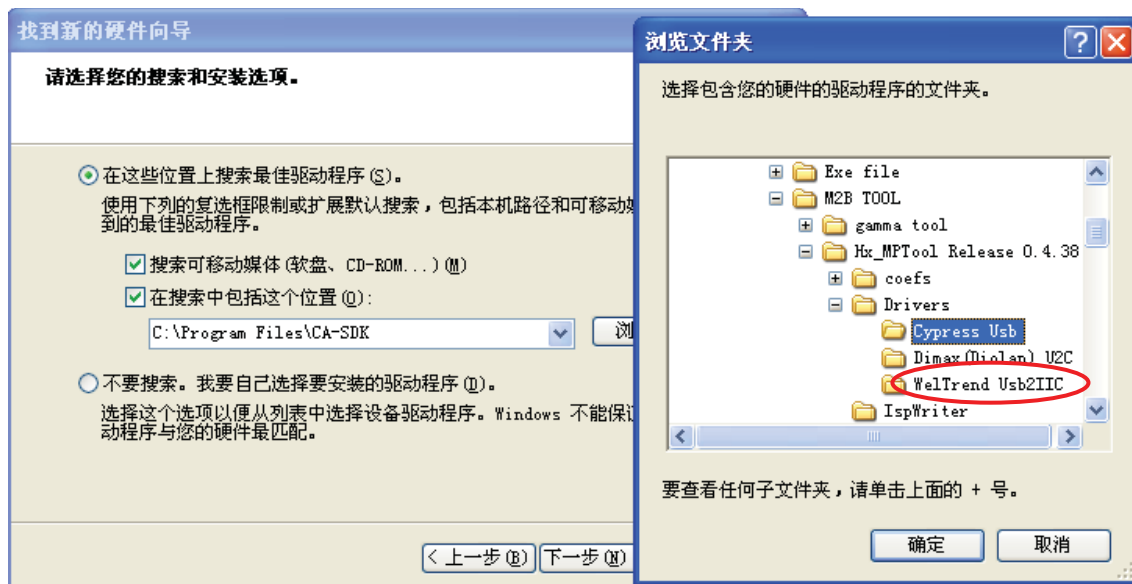 找到新的硬件向导
请选择您的搜索和安装选项。
在这些位置上搜索最佳驱动程序(S)。
使用下列的复选框限制或扩展默认搜索，包括本机路径和可移动
到的最佳驱动程序。
搜索可移动媒体(软盘、CD-ROM...)(M)
在搜索中包括这个位置(O):
C:\Program Files\CA-SDK
浏
不要搜索。我要自己选择要安装的驱动程序(D)。
选择这个选项以便从列表中选择设备驱动程序。Windows 不能保
动程序与您的硬件最匹配。
< 上一步(B)
下一步(N)
浏览文件夹
选择包含您的硬件的驱动程序的文件夹。
Exe file
M2B TOOL
gamma tool
Hx_MPTool Release 0.4.38
coefs
Drivers
Cypress Usb
Dimax(Diolan) U2C
WelTrend Usb2IIC
IspWriter
要查看任何子文件夹，请单击上面的 + 号。
确定
取消